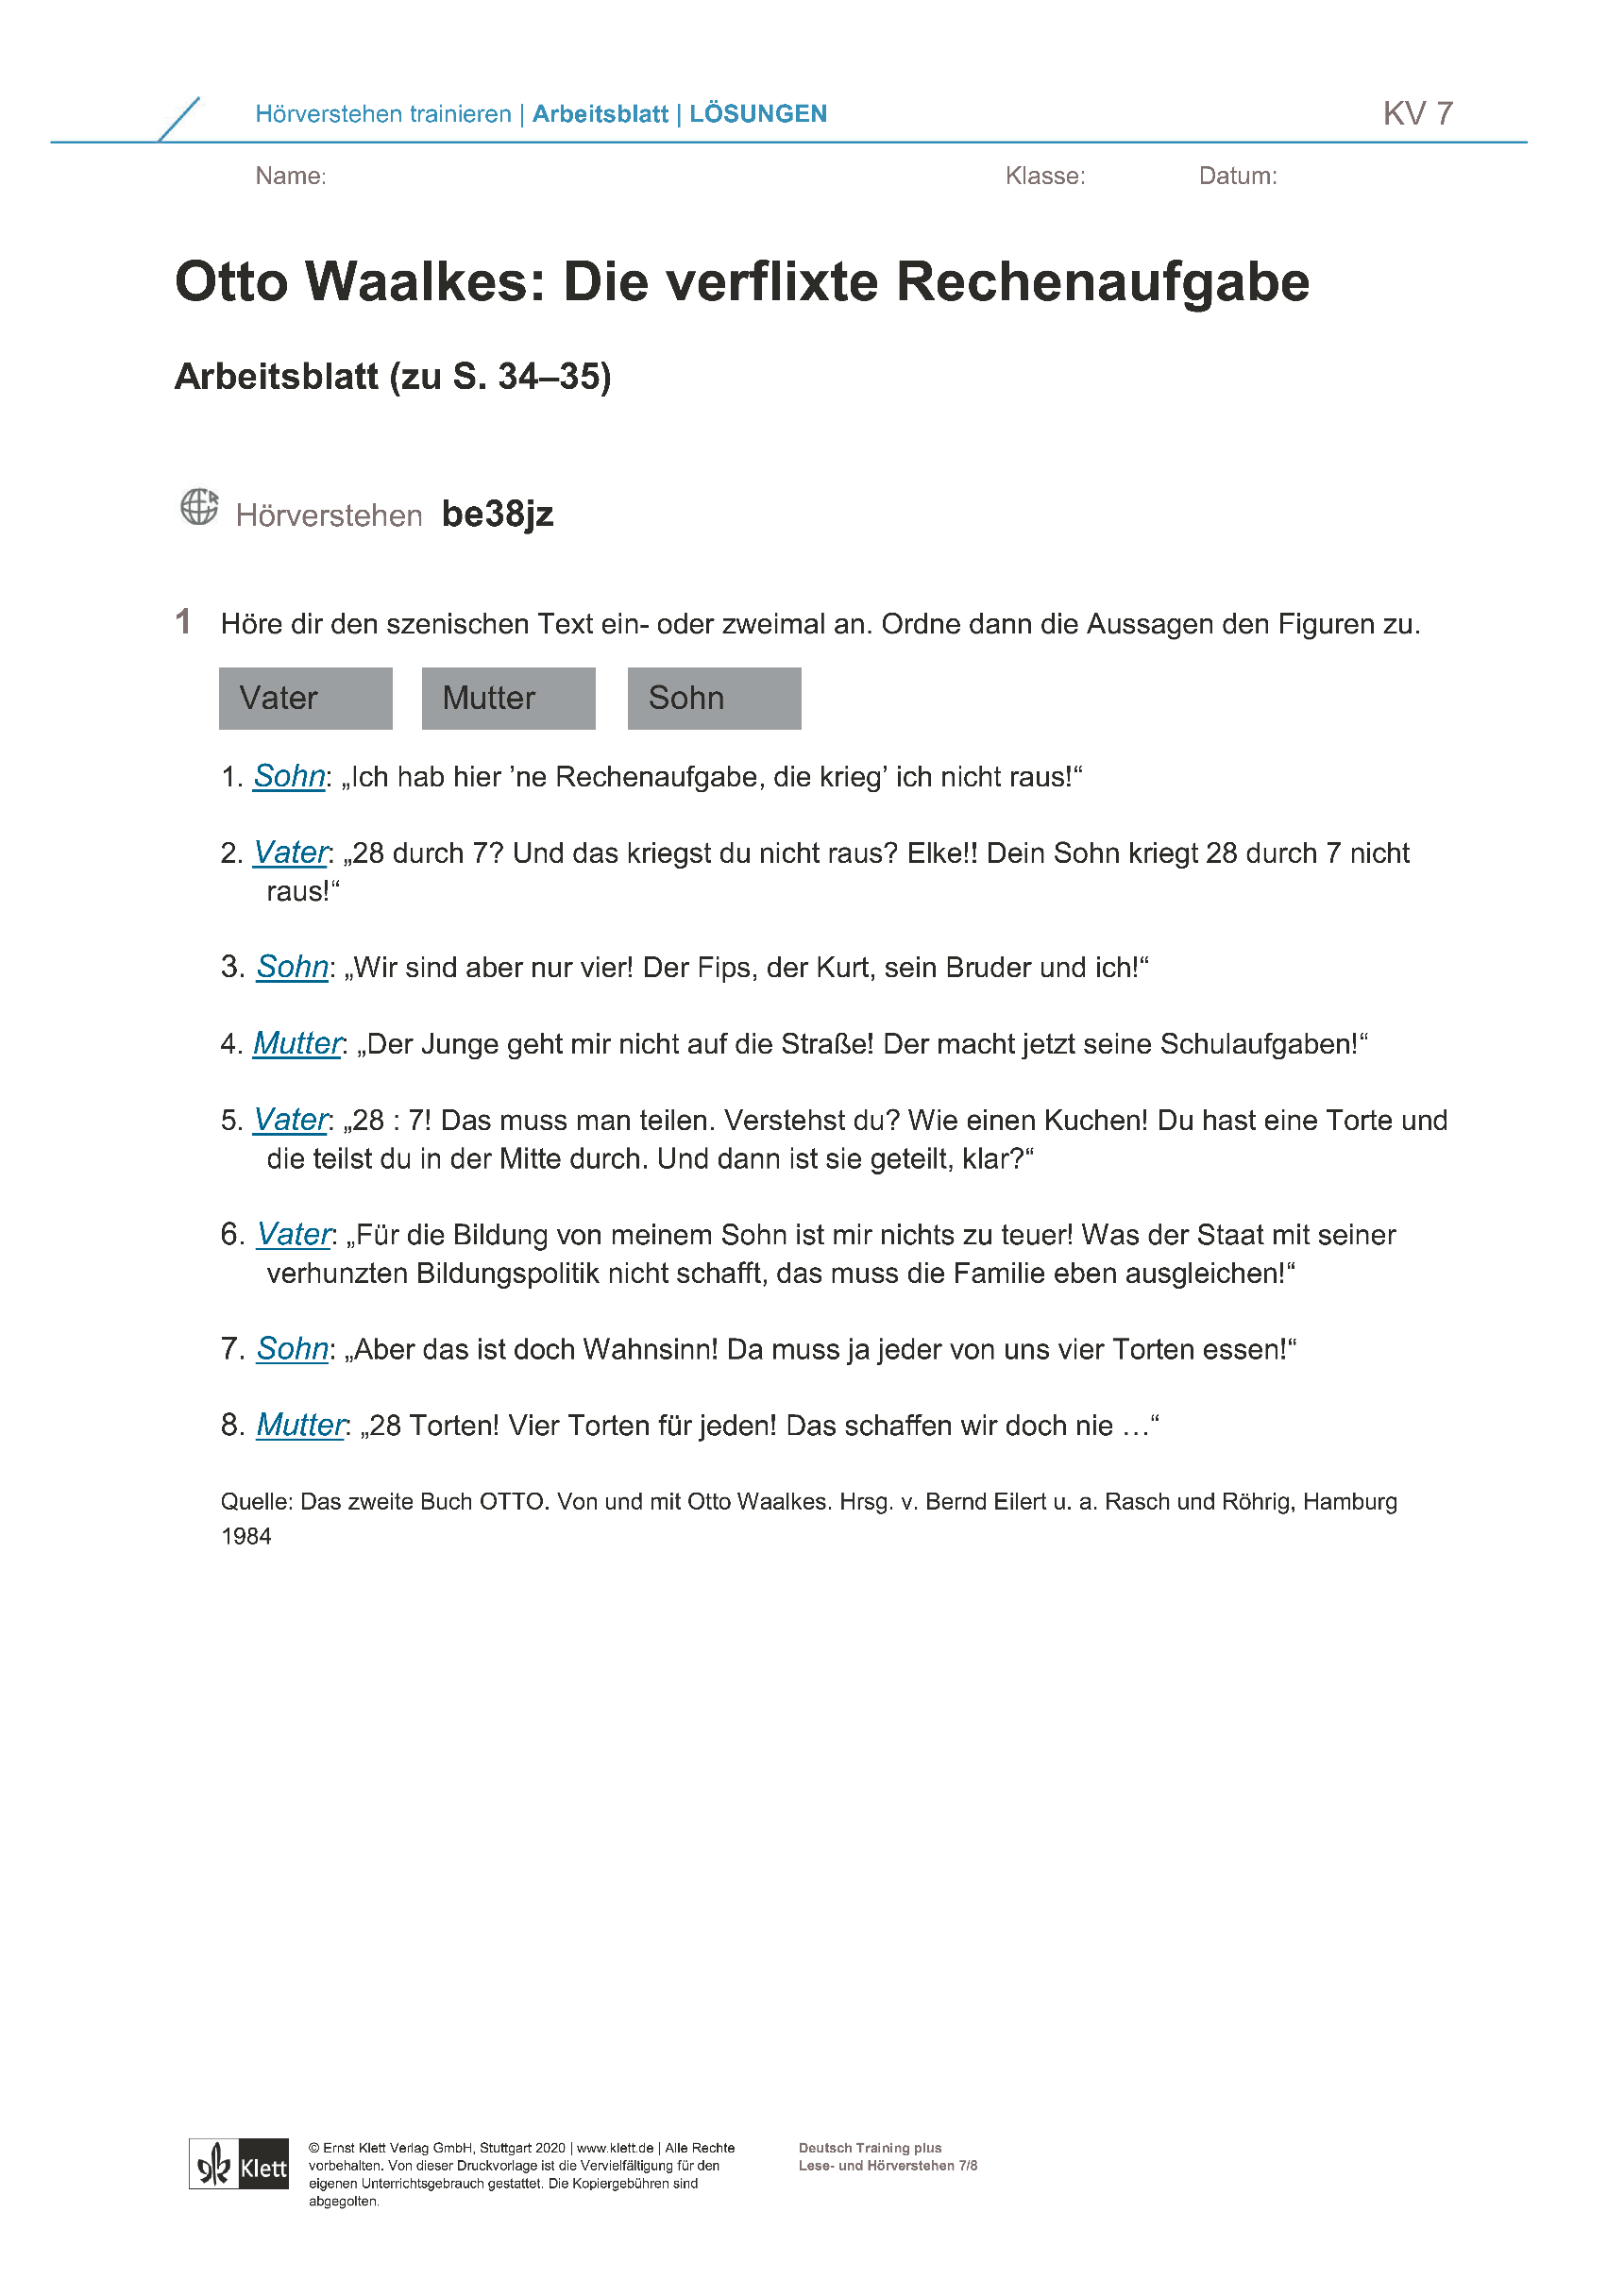 Hörverstehen trainieren | Arbeitsblatt | LÖSUNGEN KV 7
Name: Klasse: Datum:
Otto Waalkes: Die verflixte Rechenaufgabe
Arbeitsblatt (zu S. 34–35)
Hörverstehen be38jz
1 Höre dir den szenischen Text ein- oder zweimal an. Ordne dann die Aussagen den Figuren zu.
Vater Mutter Sohn
1. Sohn: „Ich hab hier ’ne Rechenaufgabe, die krieg’ ich nicht raus!“
2. Vater: „28 durch 7? Und das kriegst du nicht raus? Elke!! Dein Sohn kriegt 28 durch 7 nicht
raus!“
3. Sohn: „Wir sind aber nur vier! Der Fips, der Kurt, sein Bruder und ich!“
4. Mutter: „Der Junge geht mir nicht auf die Straße! Der macht jetzt seine Schulaufgaben!“
5. Vater: „28 : 7! Das muss man teilen. Verstehst du? Wie einen Kuchen! Du hast eine Torte und
die teilst du in der Mitte durch. Und dann ist sie geteilt, klar?“
6. Vater: „Für die Bildung von meinem Sohn ist mir nichts zu teuer! Was der Staat mit seiner
verhunzten Bildungspolitik nicht schafft, das muss die Familie eben ausgleichen!“
7. Sohn: „Aber das ist doch Wahnsinn! Da muss ja jeder von uns vier Torten essen!“
8. Mutter: „28 Torten! Vier Torten für jeden! Das schaffen wir doch nie …“
Quelle: Das zweite Buch OTTO. Von und mit Otto Waalkes. Hrsg. v. Bernd Eilert u. a. Rasch und Röhrig, Hamburg
1984
Klett
© Ernst Klett Verlag GmbH, Stuttgart 2020 | www.klett.de | Alle Rechte
vorbehalten. Von dieser Druckvorlage ist die Vervielfältigung für den
eigenen Unterrichtsgebrauch gestattet. Die Kopiergebühren sind
abgegolten.
Deutsch Training plus
Lese- und Hörverstehen 7/8